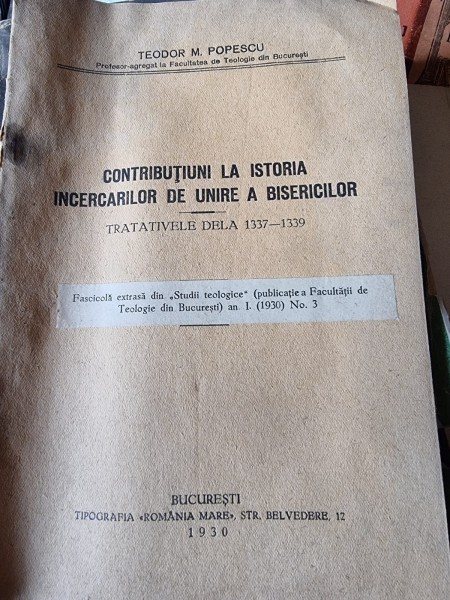 TEODOR M. POPESCU
Profesor-agregat la Facultatea de Teologie din București
CONTRIBUȚIUNI LA ISTORIA
INCERCARILOR DE UNIRE A BISERICILOR
TRATATIVELE DELA 1337—1339
Fasciculă extrasă din „Studii teologice" (publicație a Facultății de
Teologie din București) an I. (1930) No. 3
BUCUREȘTI
TIPOGRAFIA «ROMÂNIA MARE», STR. BELVEDERE, 12
1930